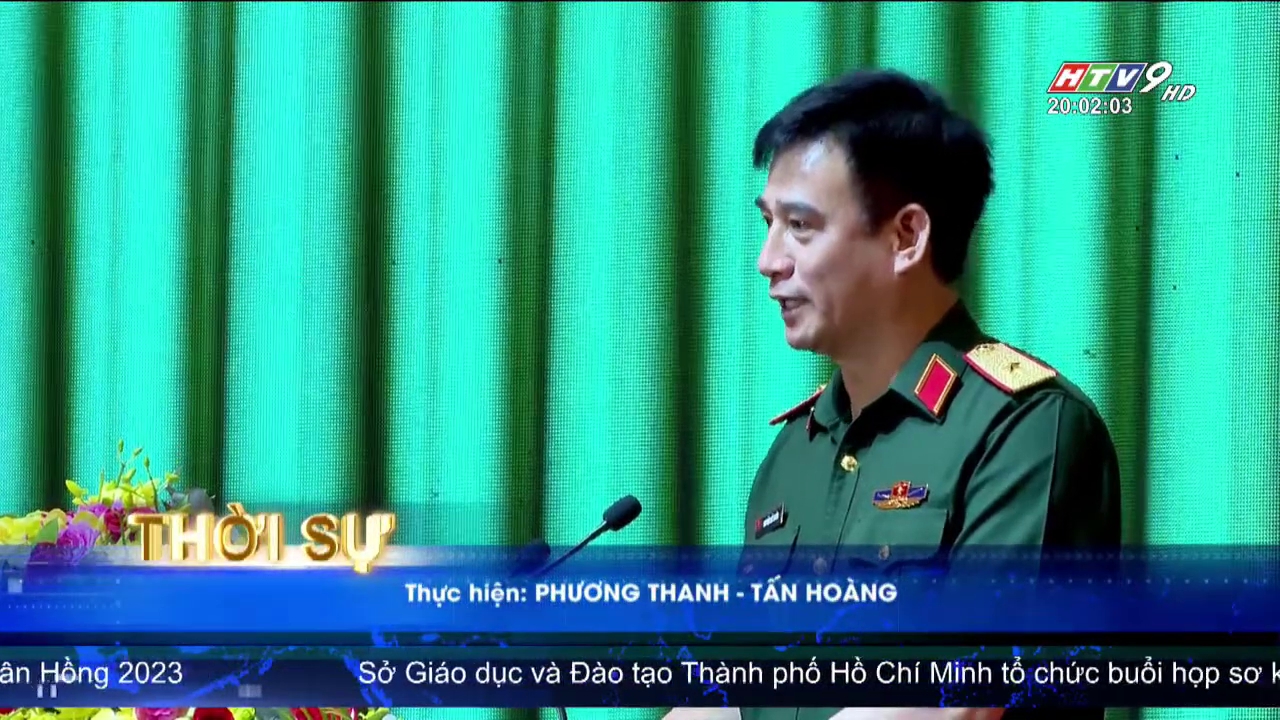 HTV9
HD
20:02:03
THỜI SỰ
Thực hiện: PHƯƠNG THANH - TẤN HOÀNG
ân Hồng 2023 Sở Giáo dục và Đào tạo Thành phố Hồ Chí Minh tổ chức buổi họp sơ k